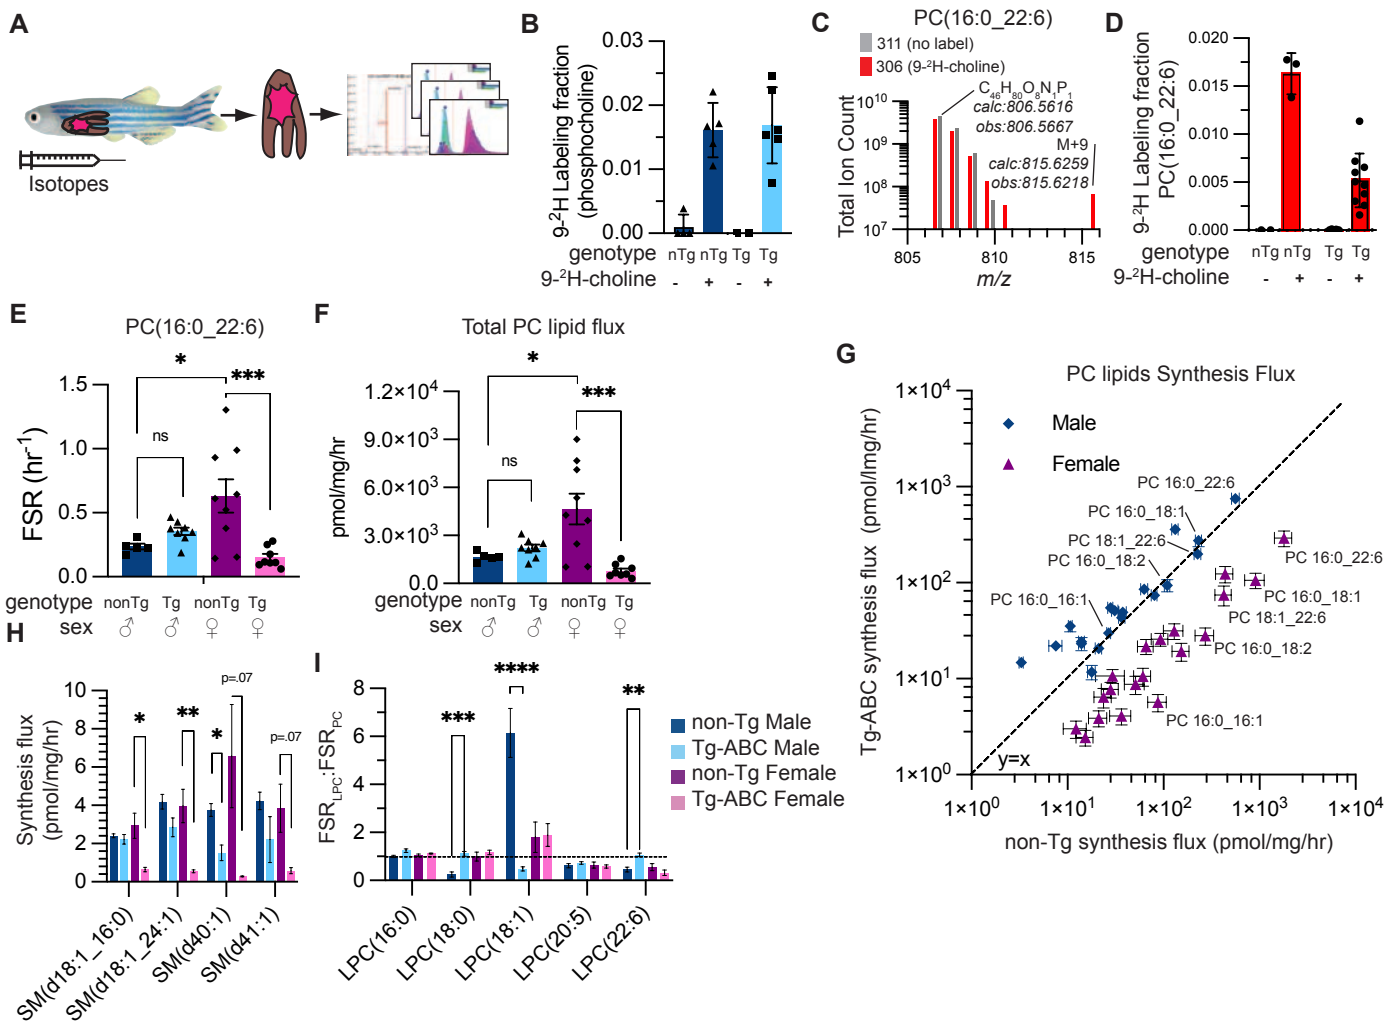 A
Isotopes
B
9-²H Labeling fraction
(phosphocholine)
0.03
0.02
0.01
0.00
genotype nTg nTg Tg Tg
9-²H-choline - + - +
C
PC(16:0_22:6)
311 (no label)
306 (9-²H-choline)
C₄₆H₈₀O₈N₁P₁
calc:806.5616
obs:806.5667
M+9
calc:815.6259
obs:815.6218
Total Ion Count
10¹⁰
10⁹
10⁸
10⁷
805 810 815
m/z
D
9-²H Labeling fraction
PC(16:0_22:6)
0.020
0.015
0.010
0.005
0.000
genotype nTg nTg Tg Tg
9-²H-choline - + - +
E
PC(16:0_22:6)
* ***
ns
FSR (hr⁻¹)
1.5
1.0
0.5
0.0
genotype nonTg Tg nonTg Tg
sex ♂ ♂ ♀ ♀
F
Total PC lipid flux
* ***
ns
pmol/mg/hr
1.2×10⁴
9.0×10³
6.0×10³
3.0×10³
0.0
nonTg Tg nonTg Tg
♂ ♂ ♀ ♀
G
PC lipids Synthesis Flux
Male
Female
Tg-ABC synthesis flux (pmol/lmg/hr)
1×10⁴
1×10³
1×10²
1×10¹
1×10⁰
PC 16:0_22:6
PC 16:0_18:1
PC 18:1_22:6
PC 16:0_18:2
PC 16:0_16:1
PC 16:0_22:6
PC 16:0_18:1
PC 18:1_22:6
PC 16:0_18:2
PC 16:0_16:1
y=x
1×10⁰ 1×10¹ 1×10² 1×10³ 1×10⁴
non-Tg synthesis flux (pmol/mg/hr)
H
Synthesis flux
(pmol/mg/hr)
10
8
6
4
2
0
* ** * p=.07 p=.07
SM(d18:1_16:0)
SM(d18:1_24:1)
SM(d40:1)
SM(d41:1)
I
FSR_LPC:FSR_PC
8
6
4
2
0
*** **** **
LPC(16:0)
LPC(18:0)
LPC(18:1)
LPC(20:5)
LPC(22:6)
non-Tg Male
Tg-ABC Male
non-Tg Female
Tg-ABC Female